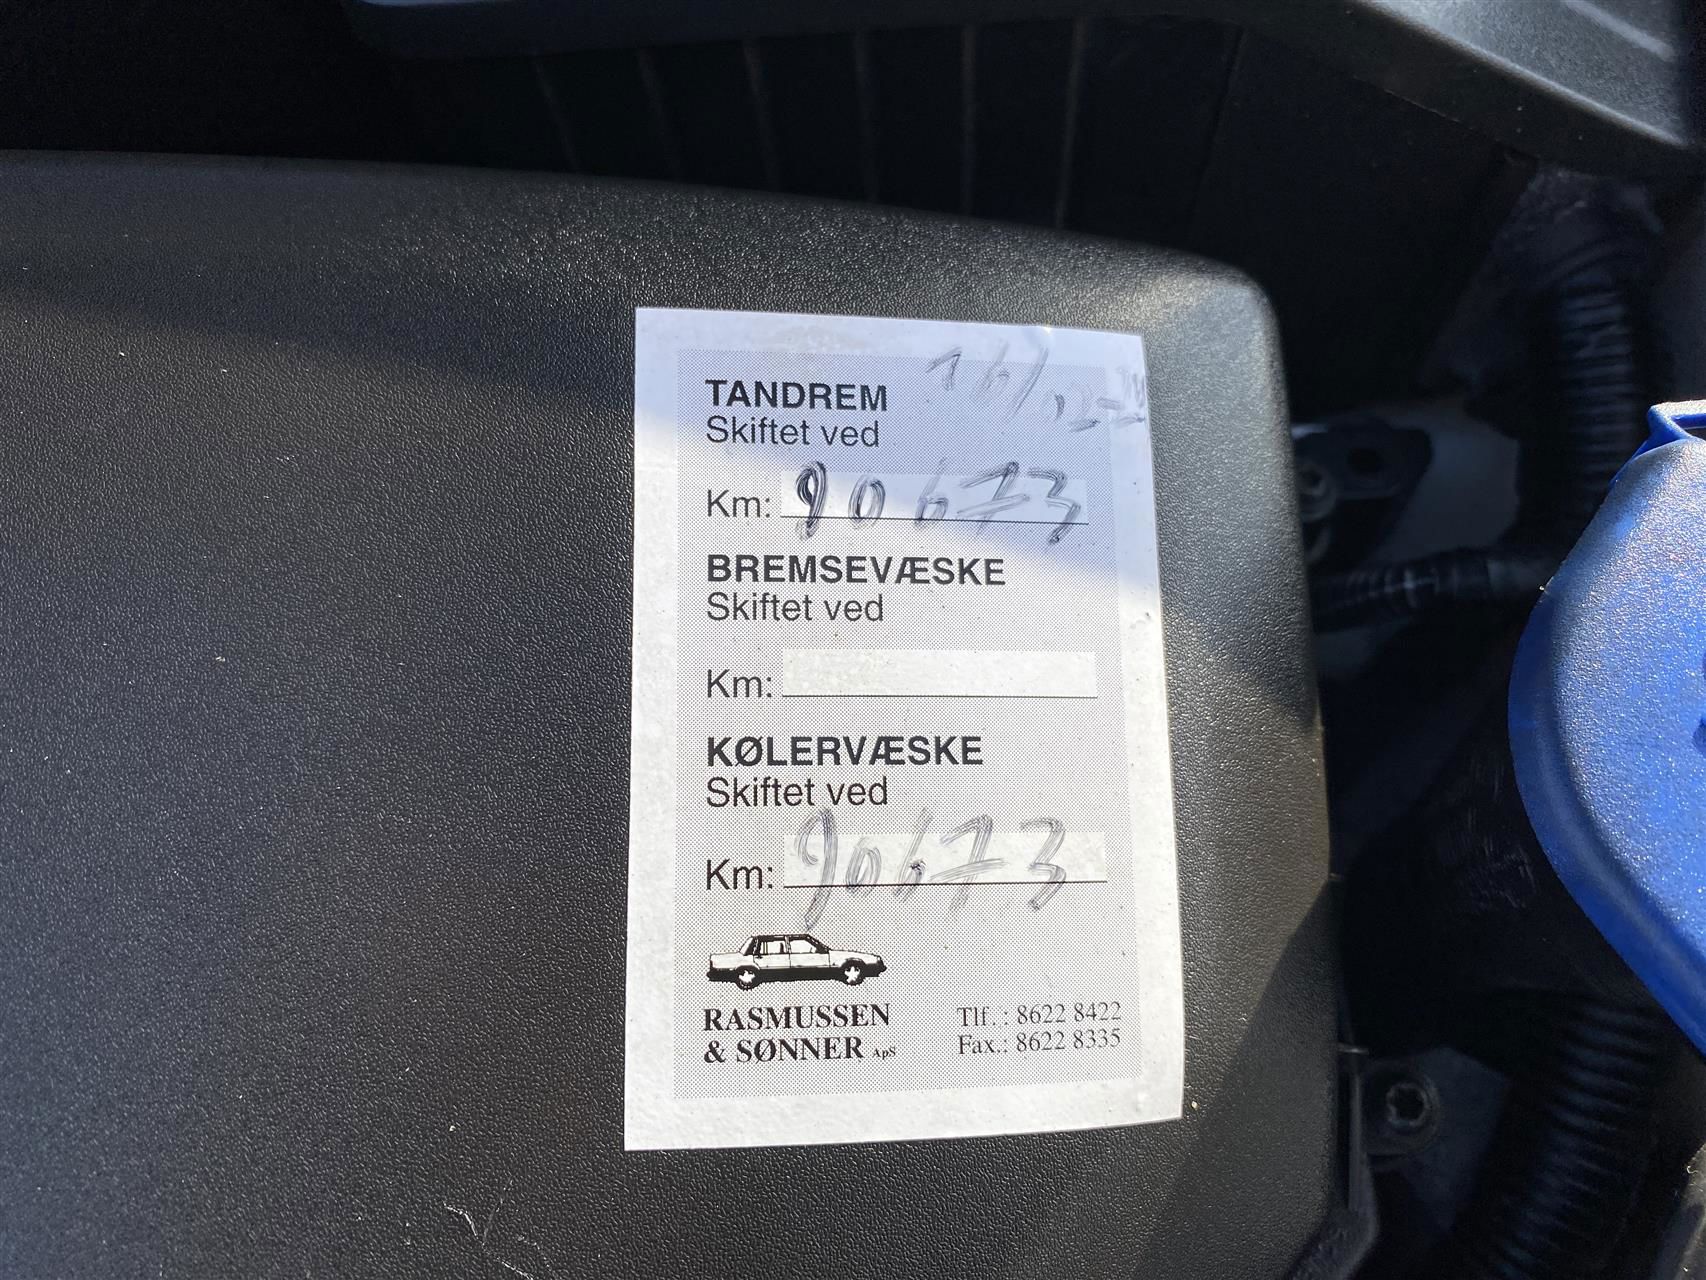 TANDREM
Skiftet ved
Km: 90673
BREMSEVÆSKE
Skiftet ved
Km:
KØLERVÆSKE
Skiftet ved
Km: 90673
RASMUSSEN
& SØNNER ApS
Tlf. : 8622 8422
Fax.: 8622 8335